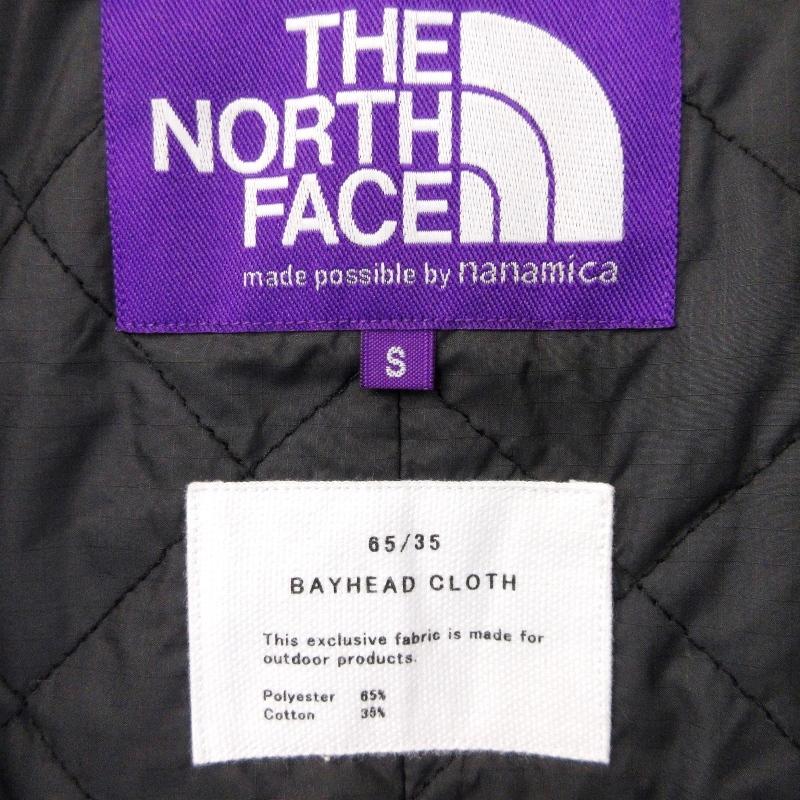 THE
NORTH
FACE
made possible by nanamica
S
65/35
BAYHEAD CLOTH
This exclusive fabric is made for
outdoor products.
Polyester 65%
Cotton 35%